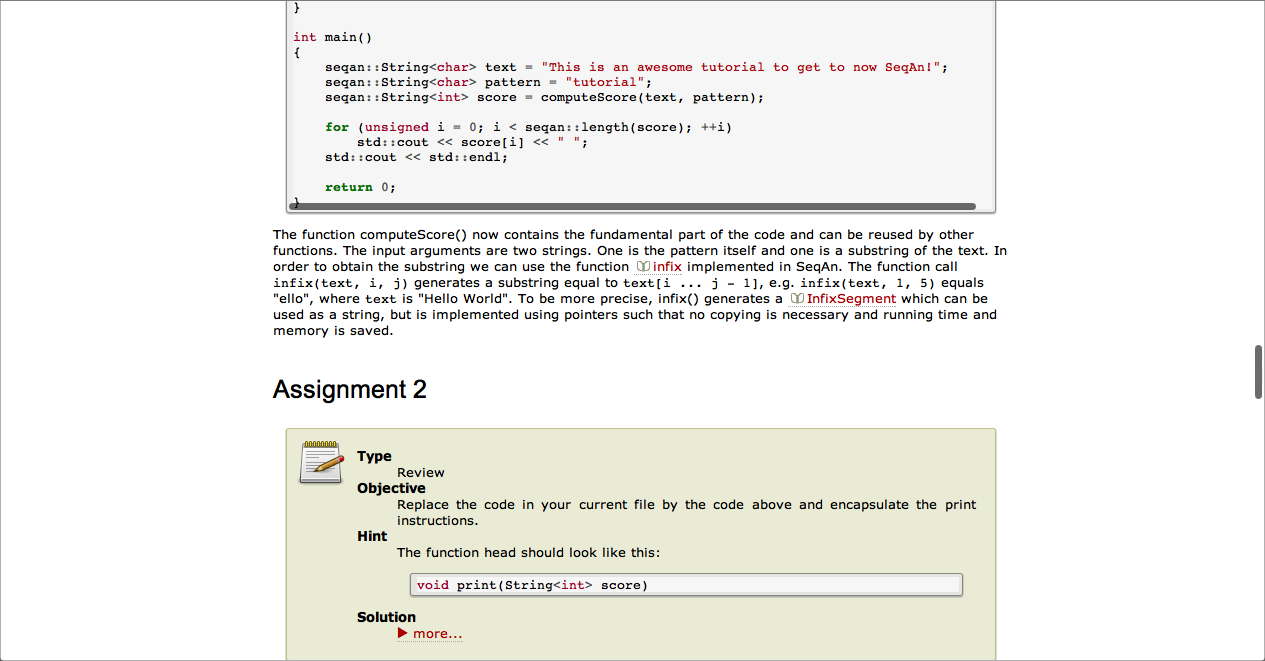 }
int main()
{
seqan::String<char> text = "This is an awesome tutorial to get to now SeqAn!";
seqan::String<char> pattern = "tutorial";
seqan::String<int> score = computeScore(text, pattern);
for (unsigned i = 0; i < seqan::length(score); ++i)
std::cout << score[i] << " ";
std::cout << std::endl;
return 0;
}
The function computeScore() now contains the fundamental part of the code and can be reused by other
functions. The input arguments are two strings. One is the pattern itself and one is a substring of the text. In
order to obtain the substring we can use the function infix implemented in SeqAn. The function call
infix(text, i, j) generates a substring equal to text[i ... j - 1], e.g. infix(text, 1, 5) equals
"ello", where text is "Hello World". To be more precise, infix() generates a InfixSegment which can be
used as a string, but is implemented using pointers such that no copying is necessary and running time and
memory is saved.
Assignment 2
Type
Review
Objective
Replace the code in your current file by the code above and encapsulate the print
instructions.
Hint
The function head should look like this:
void print(String<int> score)
Solution
more...